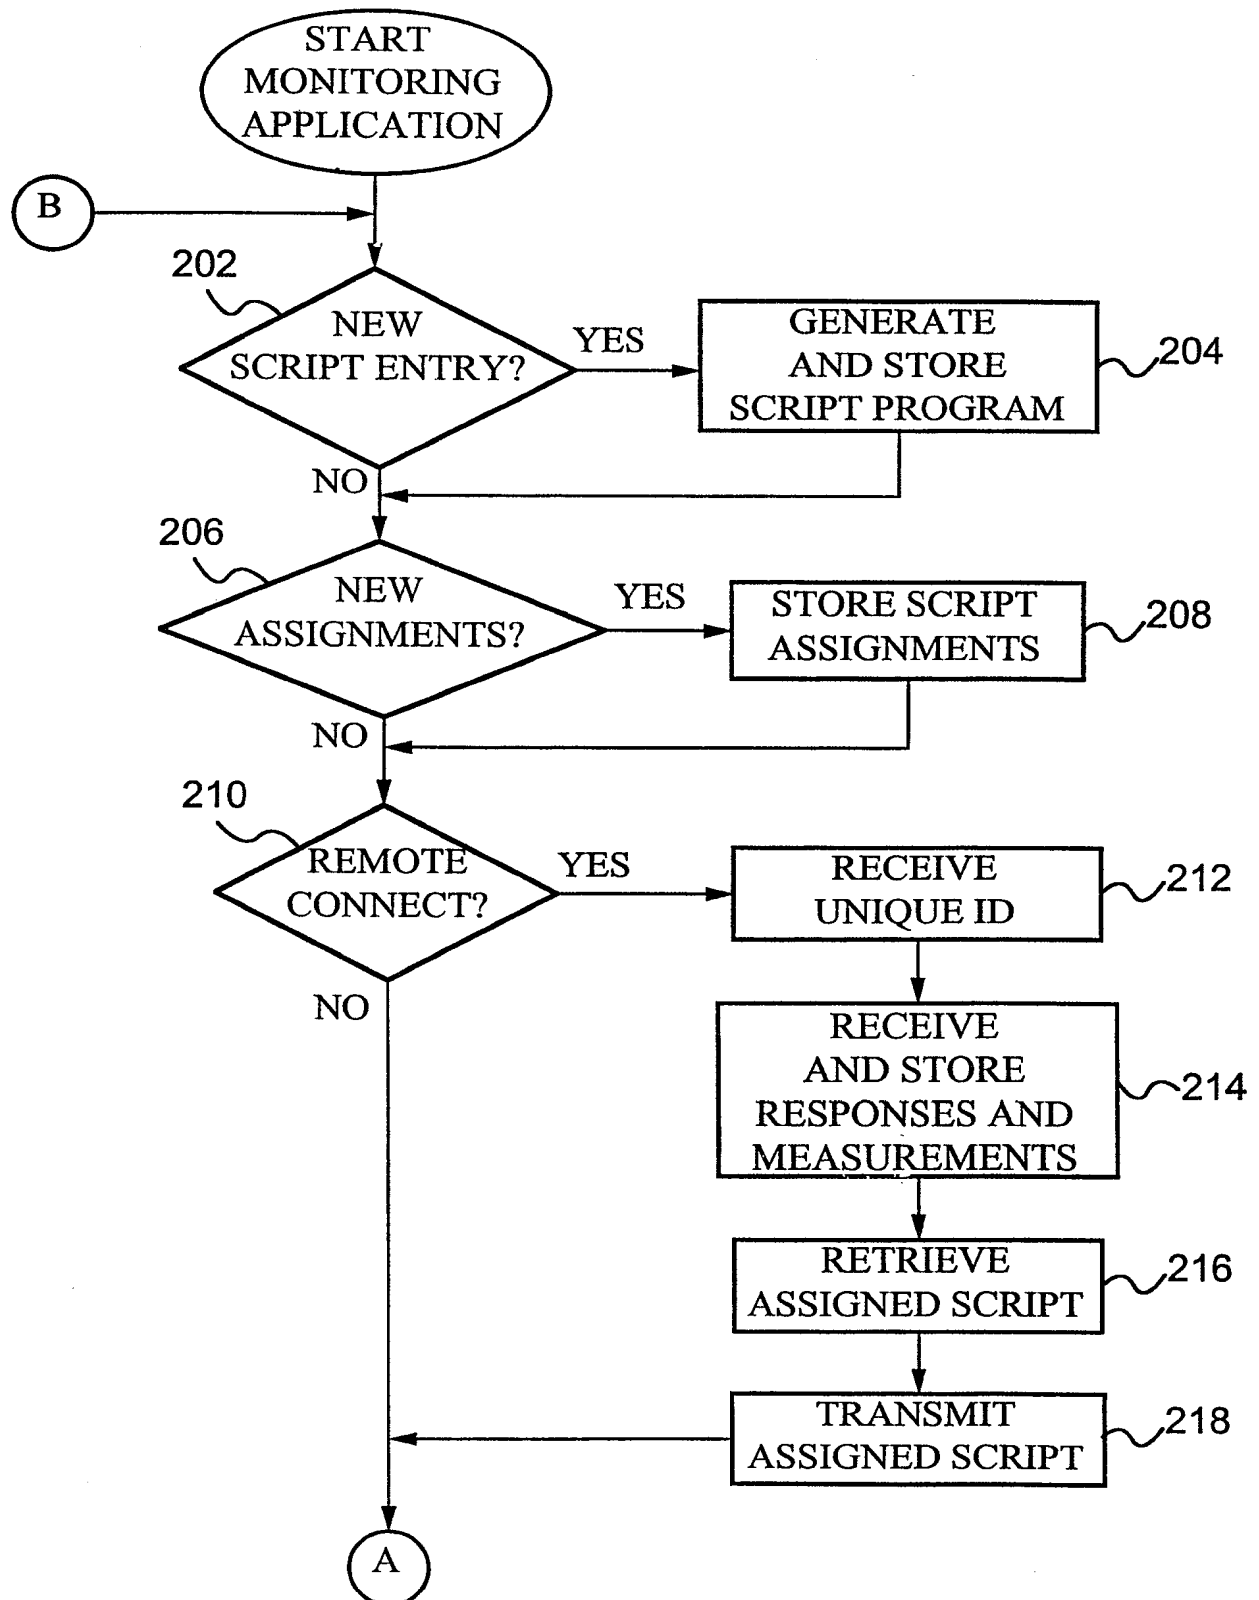 START
MONITORING
APPLICATION
B
202
NEW
SCRIPT ENTRY?
YES
GENERATE
AND STORE
SCRIPT PROGRAM
204
NO
206
NEW
ASSIGNMENTS?
YES
STORE SCRIPT
ASSIGNMENTS
208
NO
210
REMOTE
CONNECT?
YES
RECEIVE
UNIQUE ID
212
NO
RECEIVE
AND STORE
RESPONSES AND
MEASUREMENTS
214
RETRIEVE
ASSIGNED SCRIPT
216
TRANSMIT
ASSIGNED SCRIPT
218
A